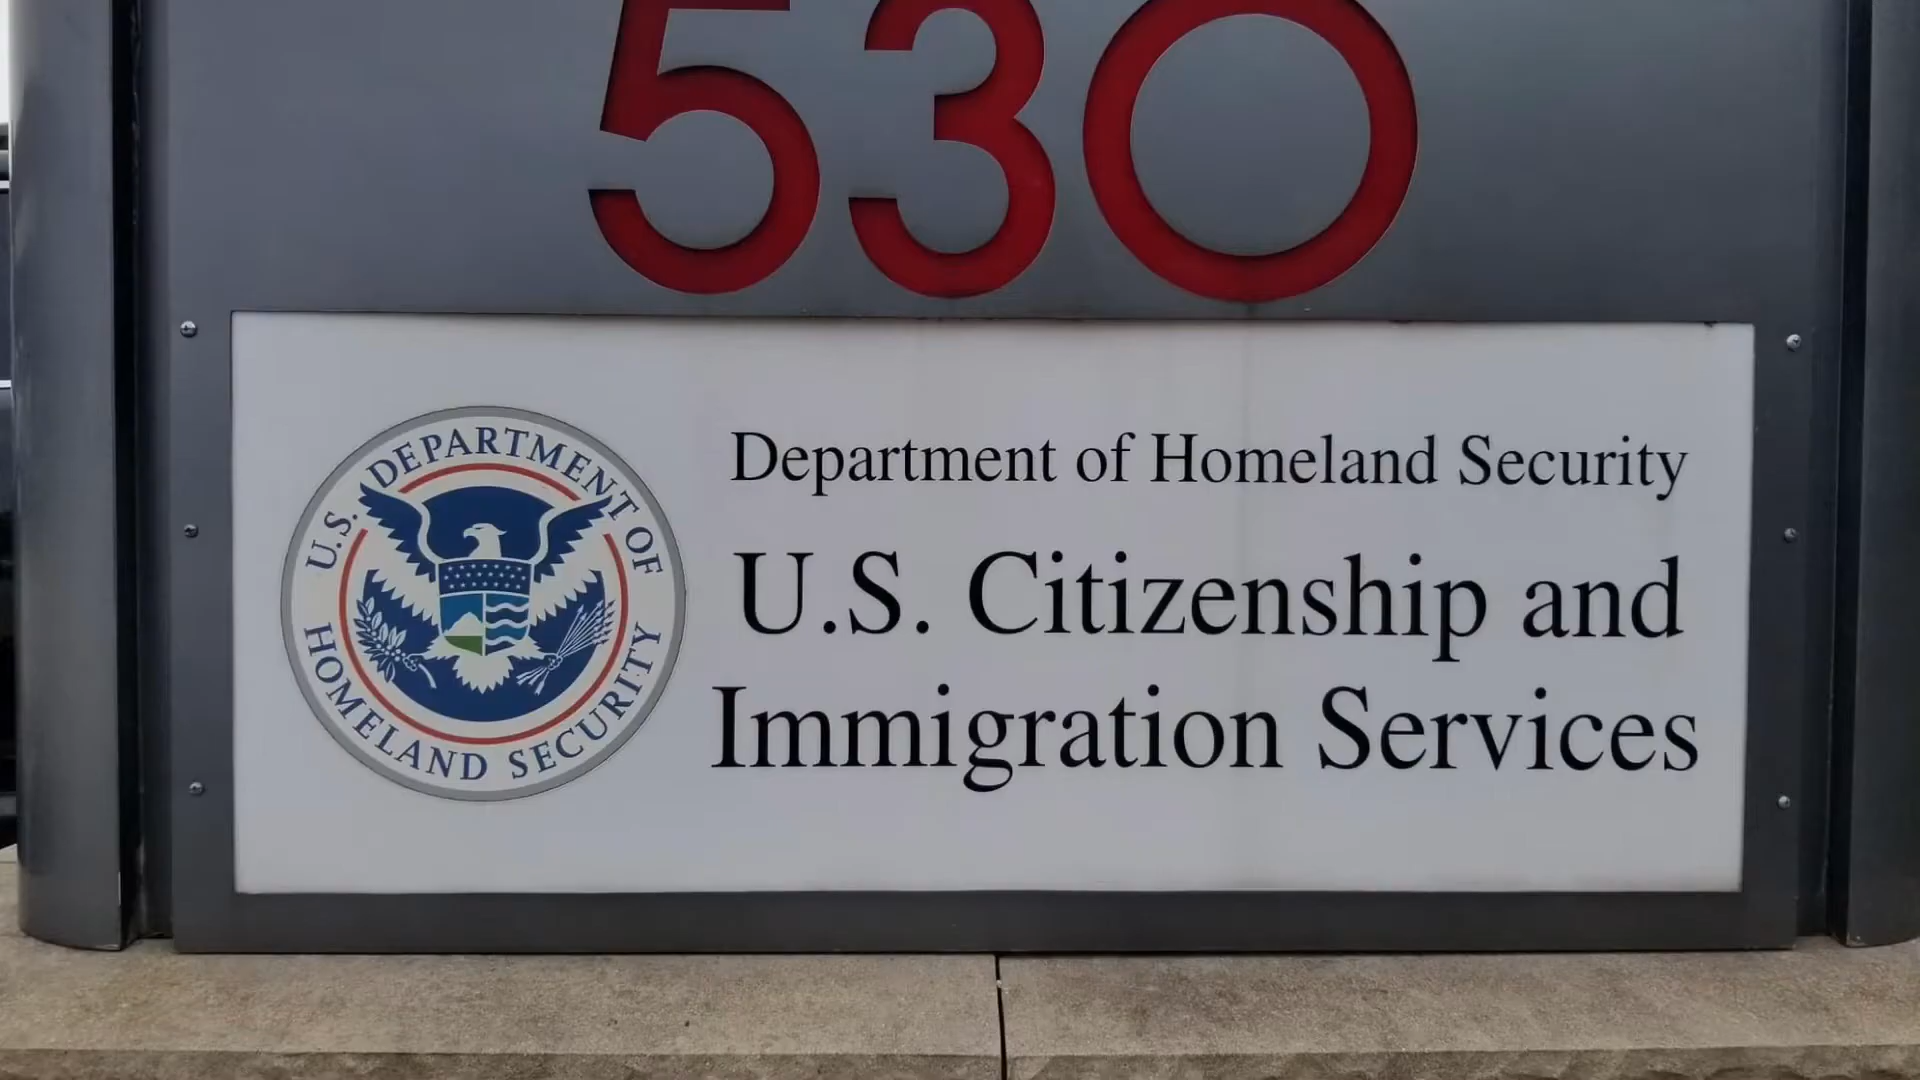 530
U.S. DEPARTMENT OF
HOMELAND SECURITY
Department of Homeland Security
U.S. Citizenship and
Immigration Services